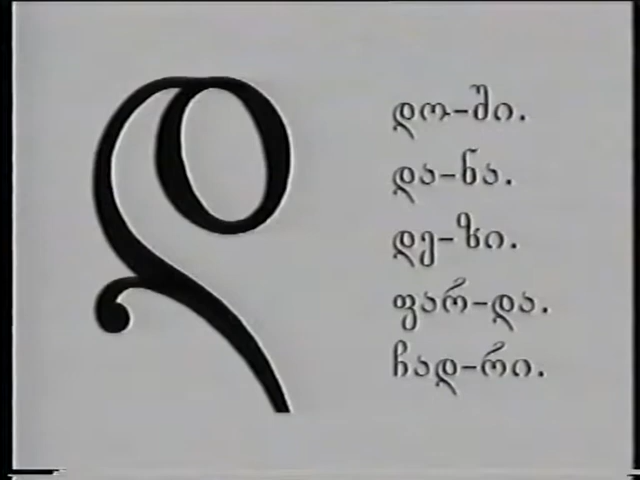 დ
დო-ში.
და-ნა.
დე-ზი.
ფარ-და.
ჩად-რი.